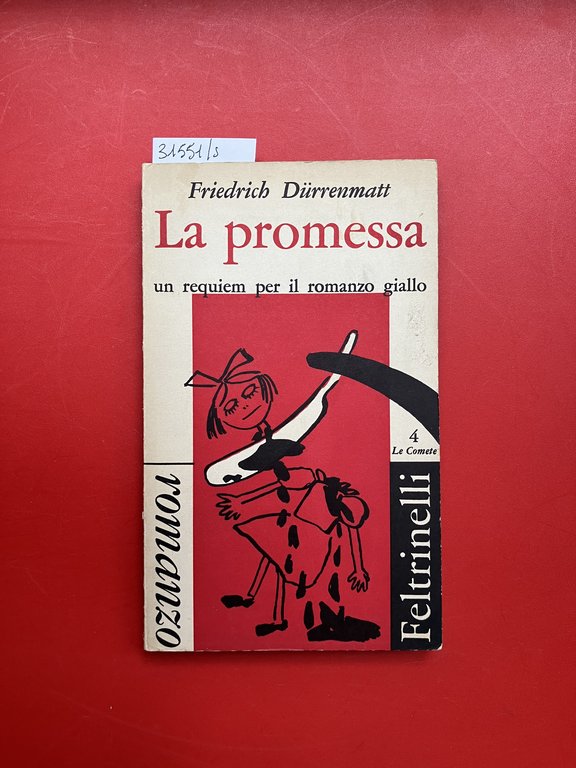 31551/s
Friedrich Dürrenmatt
La promessa
un requiem per il romanzo giallo
4
Le Comete
romanzo
Feltrinelli